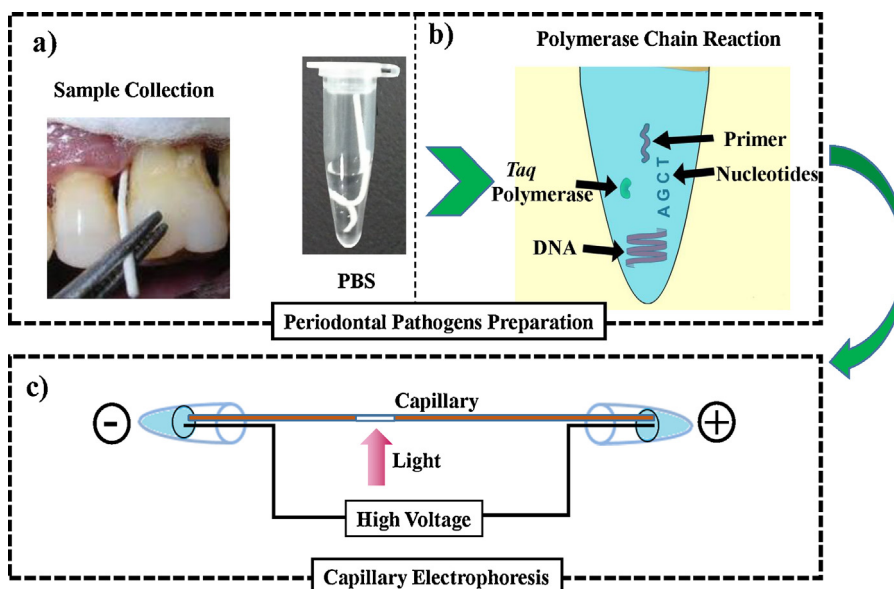 a)
Sample Collection
PBS
b)
Polymerase Chain Reaction
Primer
Taq
Polymerase
Nucleotides
AGCT
DNA
Periodontal Pathogens Preparation
c)
-
Capillary
+
Light
High Voltage
Capillary Electrophoresis